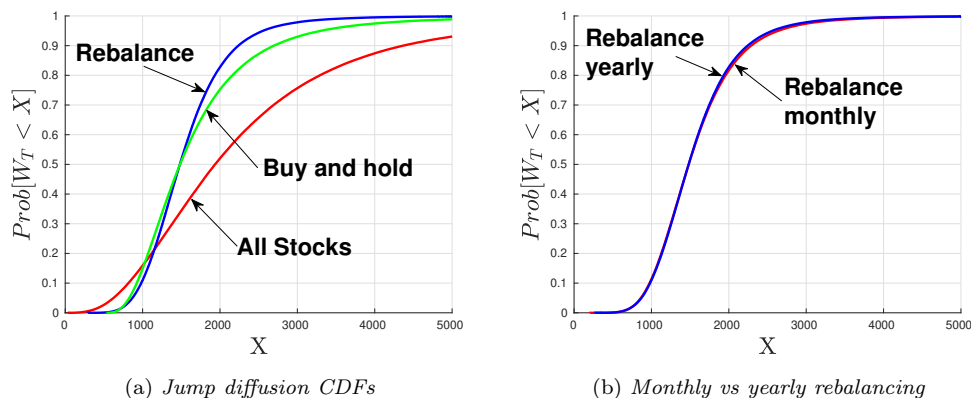 1
0.9
0.8
0.7
0.6
0.5
0.4
0.3
0.2
0.1
0
Prob[W_T < X]
Rebalance
Buy and hold
All Stocks
0 1000 2000 3000 4000 5000
X
(a) Jump diffusion CDFs
1
0.9
0.8
0.7
0.6
0.5
0.4
0.3
0.2
0.1
0
Prob[W_T < X]
Rebalance
yearly
Rebalance
monthly
0 1000 2000 3000 4000 5000
X
(b) Monthly vs yearly rebalancing